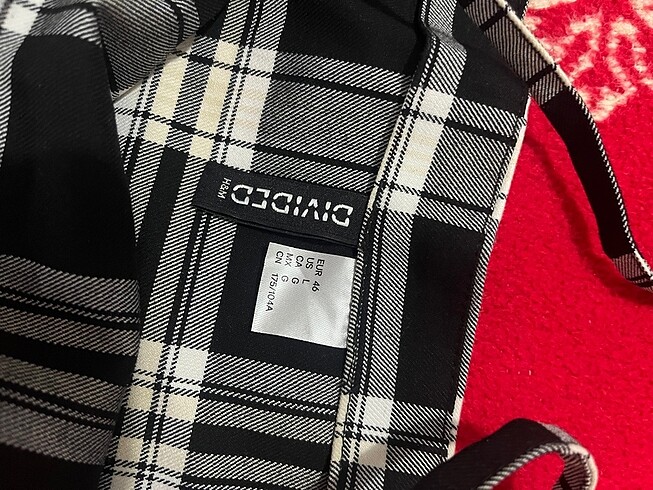 DIVIDED
H&M
EUR 46
US L
CA G
MX G
CN 175/104A